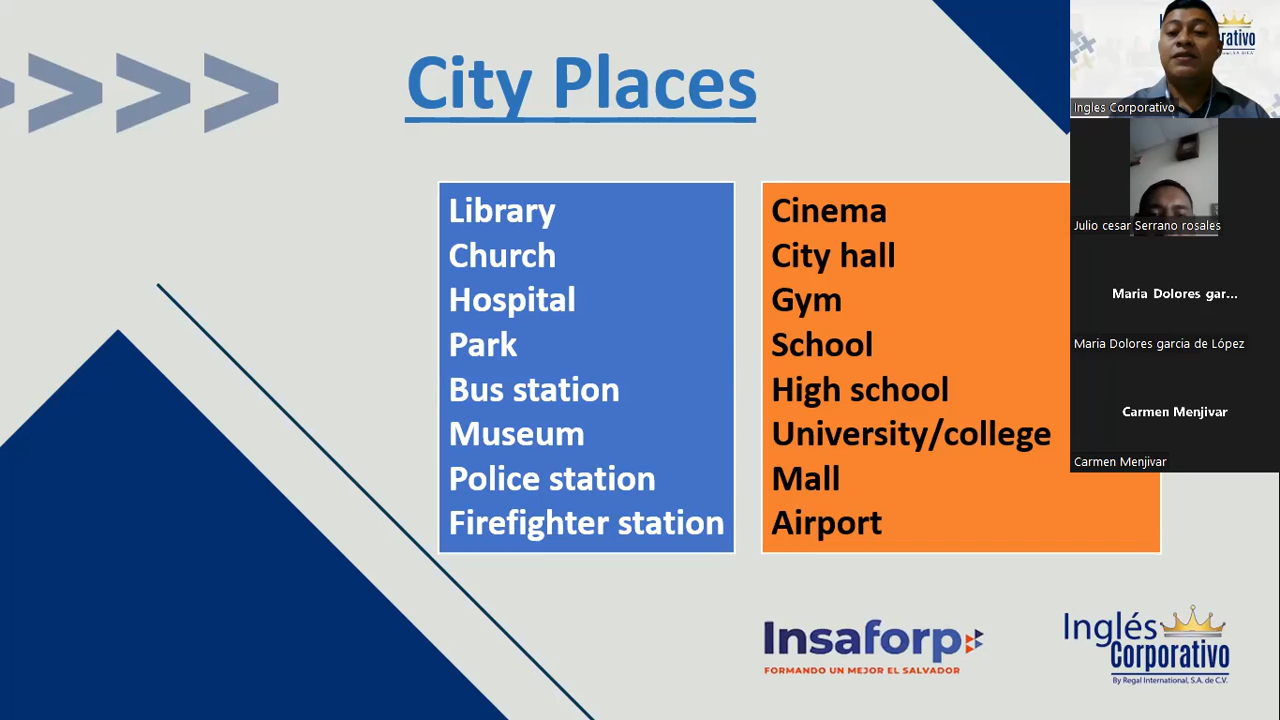 City Places
Library
Church
Hospital
Park
Bus station
Museum
Police station
Firefighter station
Cinema
City hall
Gym
School
High school
University/college
Mall
Airport
Insaforp
FORMANDO UN MEJOR EL SALVADOR
Inglés
Corporativo
By Regal International, S.A. de C.V.
Ingles Corporativo
Julio cesar Serrano rosales
Maria Dolores gar...
Maria Dolores garcia de López
Carmen Menjivar
Carmen Menjivar